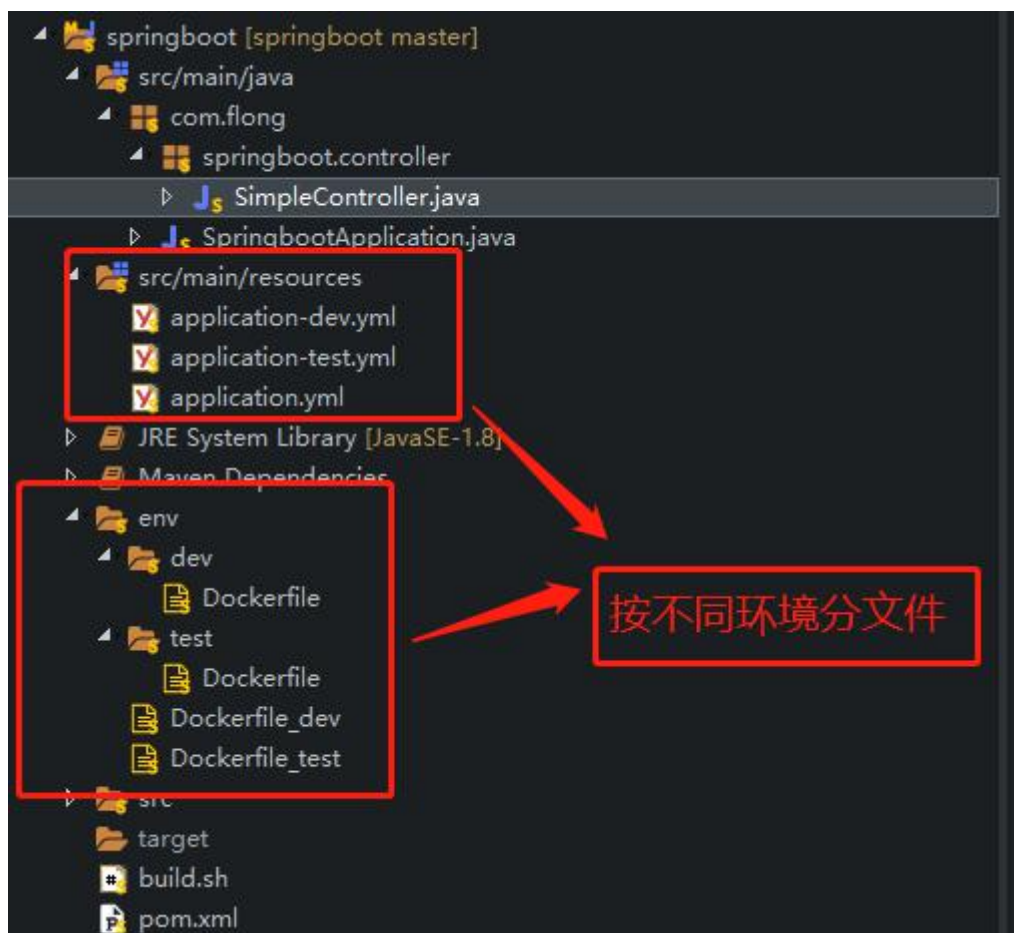 springboot [springboot master]
src/main/java
com.flong
springboot.controller
SimpleController.java
SpringbootApplication.java
src/main/resources
application-dev.yml
application-test.yml
application.yml
JRE System Library [JavaSE-1.8]
Maven Dependencies
env
dev
Dockerfile
按不同环境分文件
test
Dockerfile
Dockerfile_dev
Dockerfile_test
src
target
build.sh
pom.xml